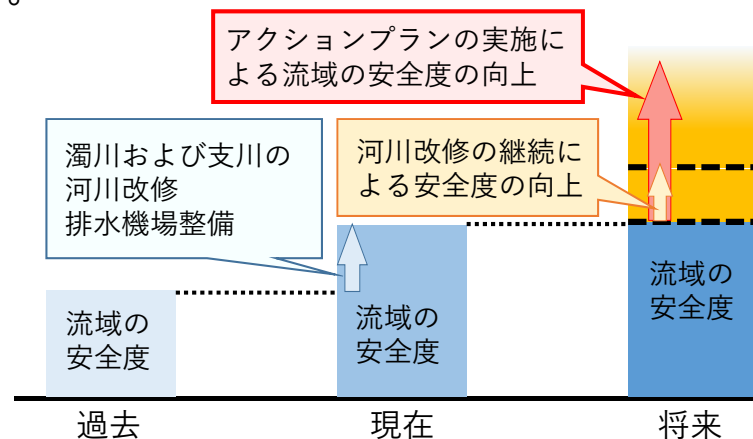 。
アクションプランの実施に
よる流域の安全度の向上
濁川および支川の
河川改修
排水機場整備
河川改修の継続に
よる安全度の向上
流域の
安全度
流域の
安全度
流域の
安全度
過去
現在
将来